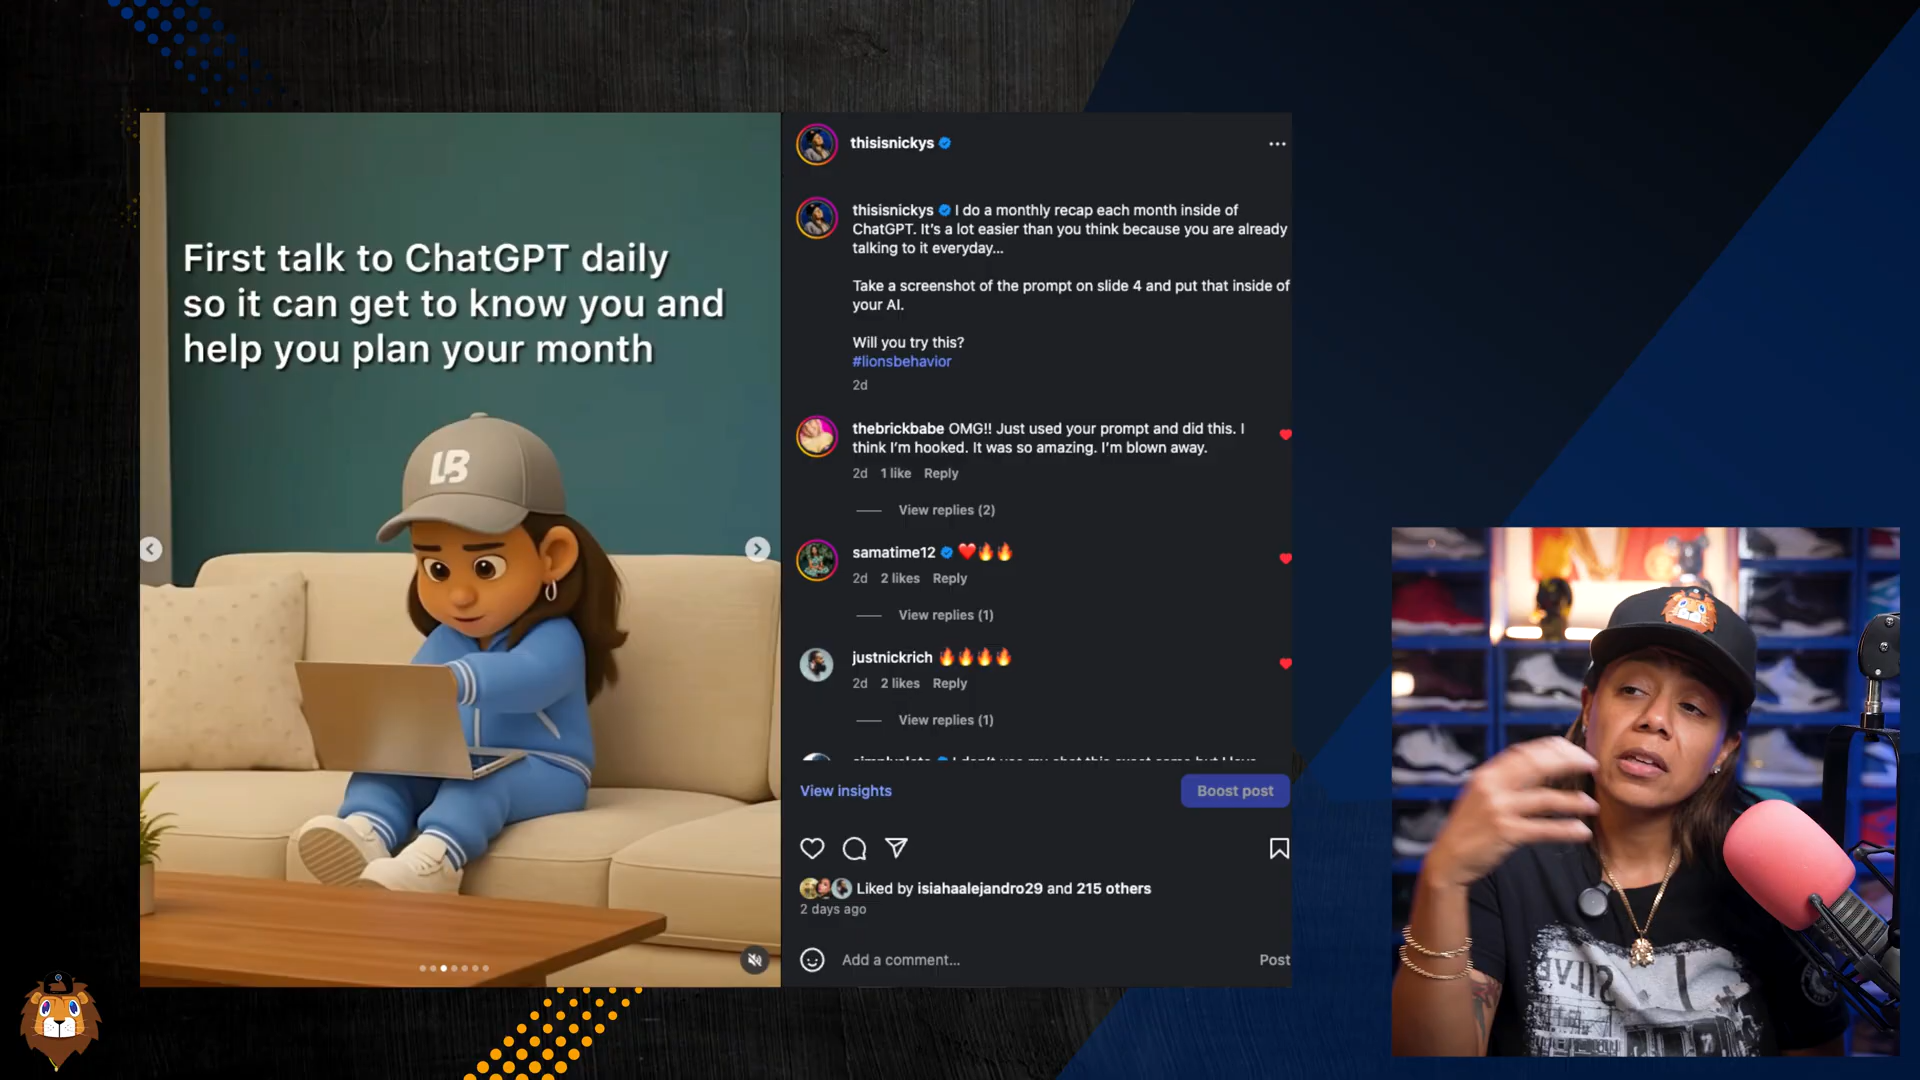 First talk to ChatGPT daily
so it can get to know you and
help you plan your month
LB
thisisnickys
thisisnickys I do a monthly recap each month inside of
ChatGPT. It's a lot easier than you think because you are already
talking to it everyday...
Take a screenshot of the prompt on slide 4 and put that inside of
your AI.
Will you try this?
#lionsbehavior
2d
thebrickbabe OMG!! Just used your prompt and did this. I
think I'm hooked. It was so amazing. I'm blown away.
2d 1 like Reply
View replies (2)
samatime12 ❤️🔥🔥
2d 2 likes Reply
View replies (1)
justnickrich 🔥🔥🔥🔥
2d 2 likes Reply
View replies (1)
View insights
Boost post
Liked by isiahaalejandro29 and 215 others
2 days ago
Add a comment...
Post